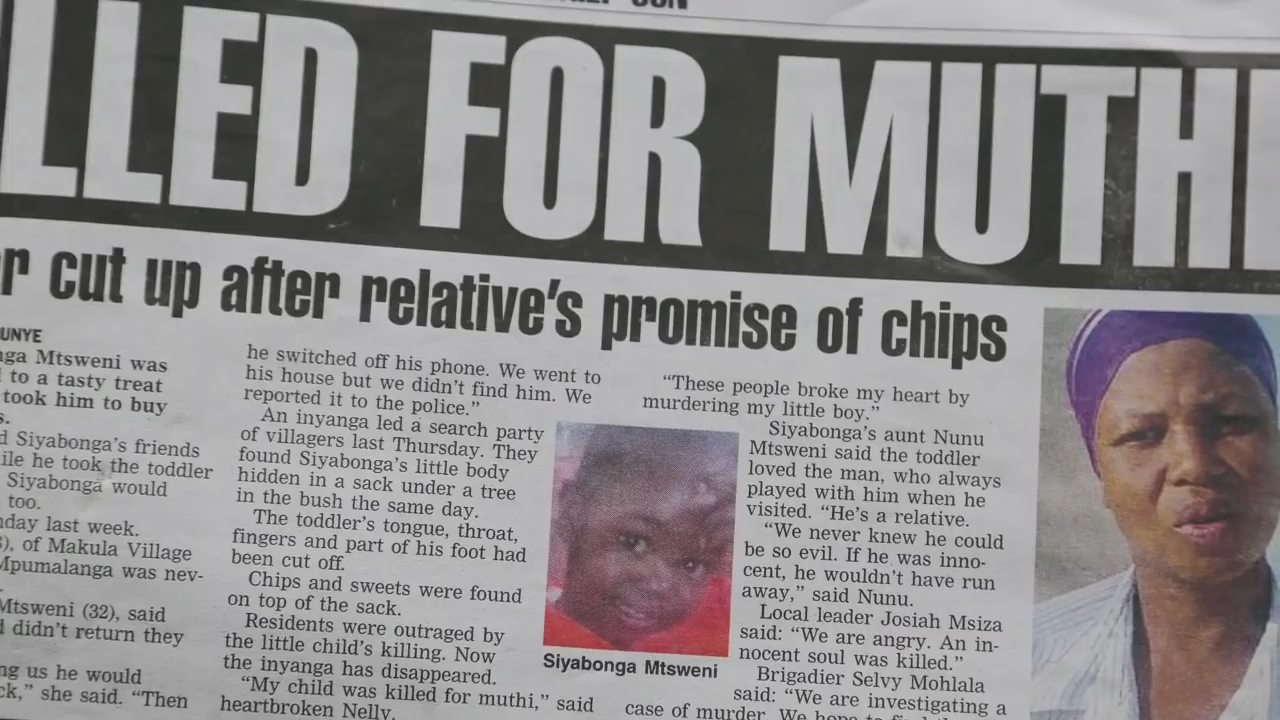 LLED FOR MUTH
cut up after relative's promise of chips
UNYE
Mtsweni was
to a tasty treat
took him to buy
Siyabonga's friends
he took the toddler
Siyabonga would
too.
last week.
of Makula Village
Mpumalanga was nev-
Mtsweni (32), said
didn't return they
us he would
she said. "Then
he switched off his phone. We went to
his house but we didn't find him. We
reported it to the police."
An inyanga led a search party
of villagers last Thursday. They
found Siyabonga's little body
hidden in a sack under a tree
in the bush the same day.
The toddler's tongue, throat,
fingers and part of his foot had
been cut off.
Chips and sweets were found
on top of the sack.
Residents were outraged by
the little child's killing. Now
the inyanga has disappeared.
"My child was killed for muthi," said
heartbroken Nelly.
Siyabonga Mtsweni
"These people broke my heart by
murdering my little boy."
Siyabonga's aunt Nunu
Mtsweni said the toddler
loved the man, who always
played with him when he
visited. "He's a relative.
"We never knew he could
be so evil. If he was inno-
cent, he wouldn't have run
away," said Nunu.
Local leader Josiah Msiza
said: "We are angry. An in-
nocent soul was killed."
Brigadier Selvy Mohlala
said: "We are investigating a
case of murder. We hope to find